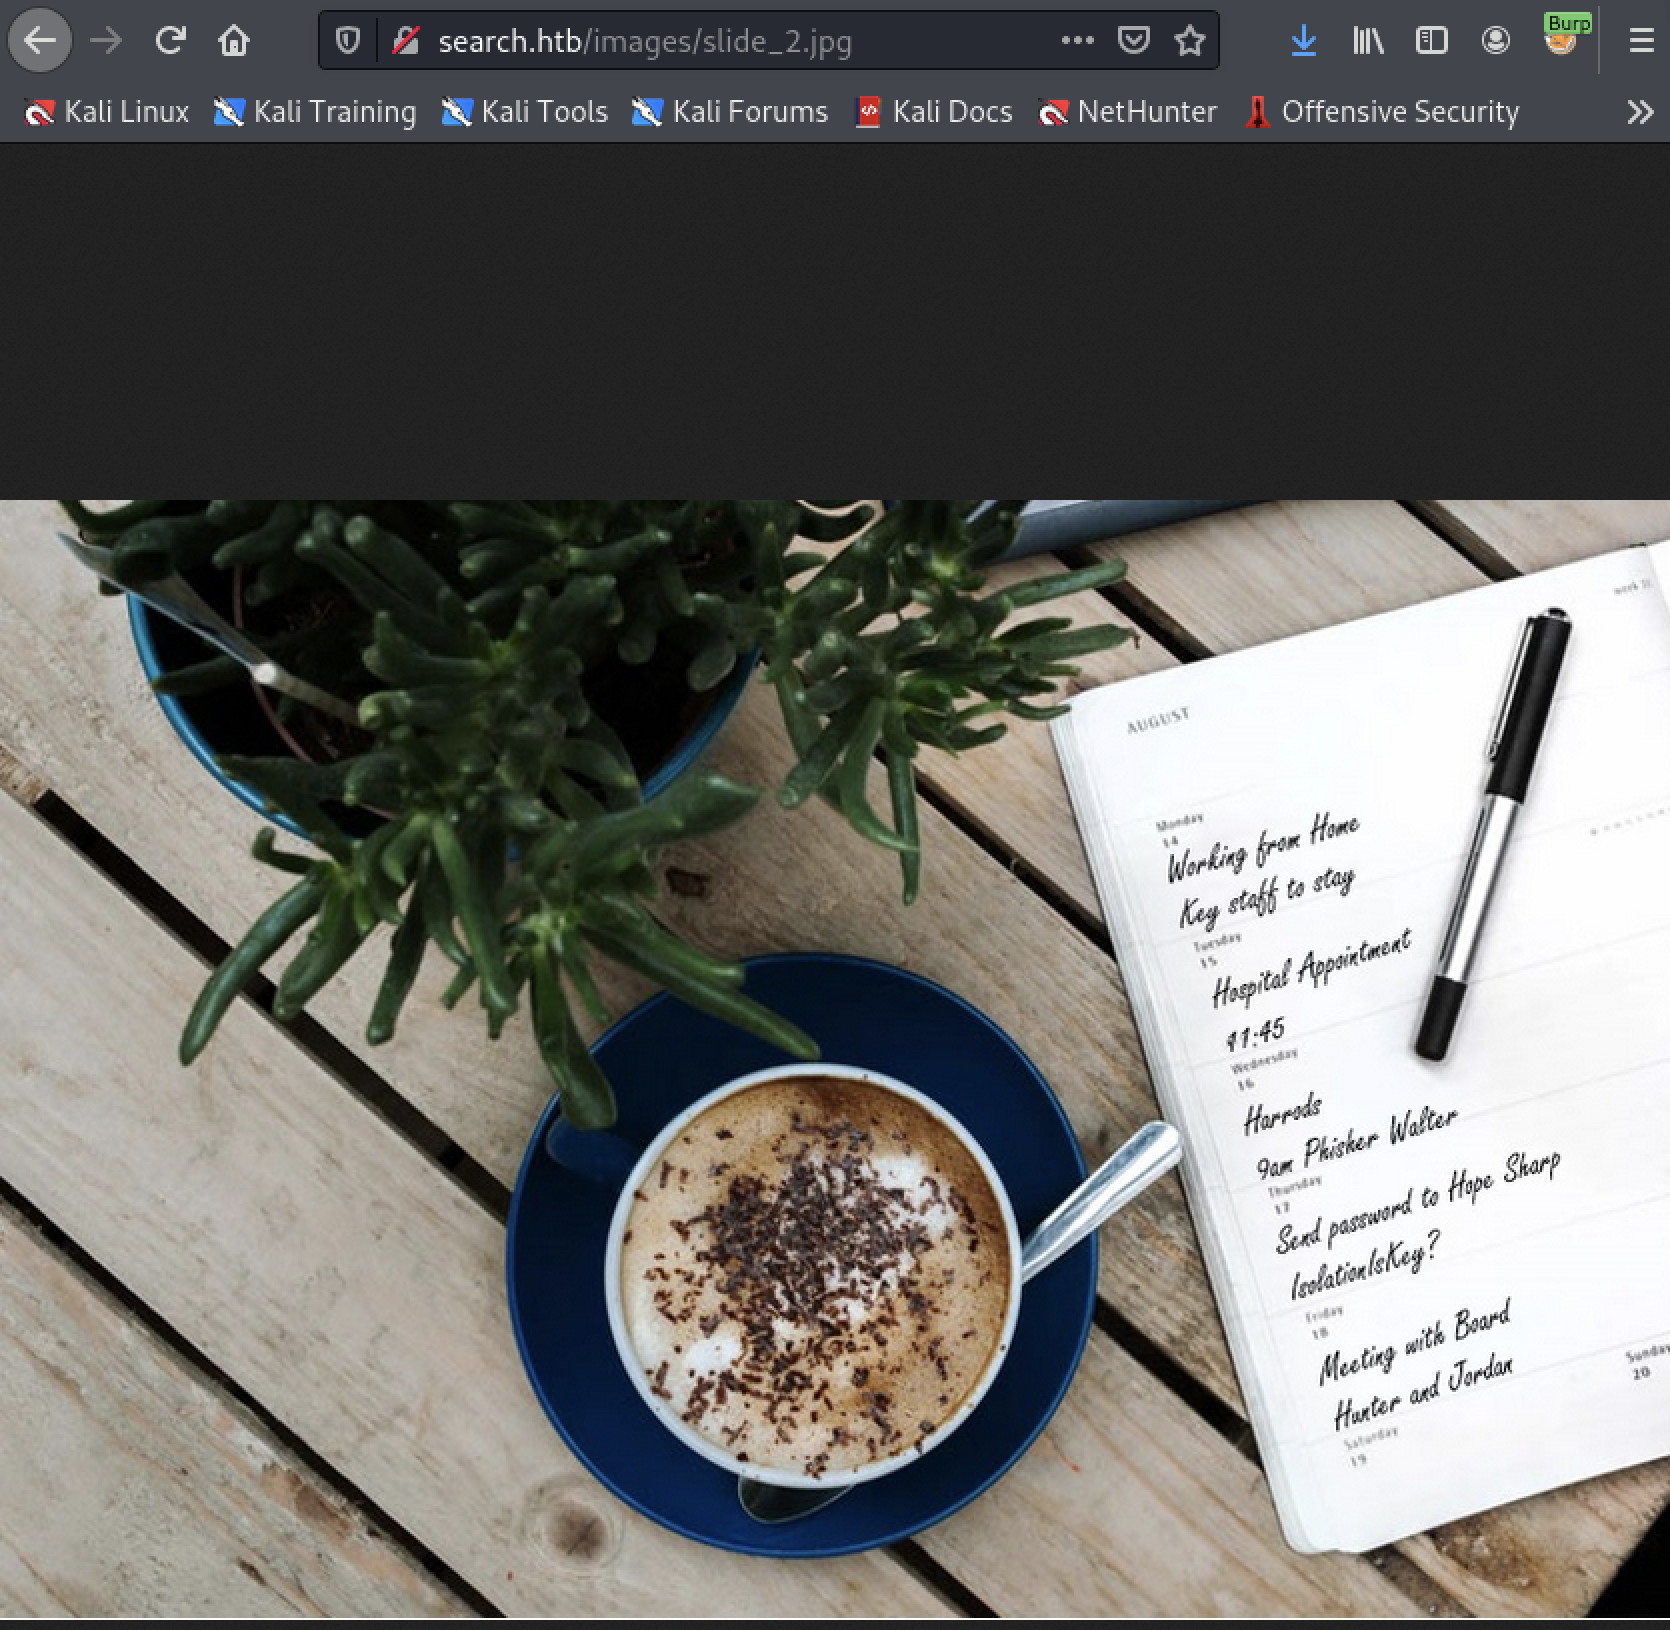 Burp
search.htb/images/slide_2.jpg
Kali Linux Kali Training Kali Tools Kali Forums Kali Docs NetHunter Offensive Security
week 3
AUGUST
Monday
14
Working from Home
Key staff to stay
Tuesday
15
Hospital Appointment
11:45
Wednesday
16
Harrods
9am Phisher Walter
Thursday
17
Send password to Hope Sharp
IsolationIsKey?
Friday
18
Meeting with Board
Hunter and Jordan
Saturday
19
Sunday
20